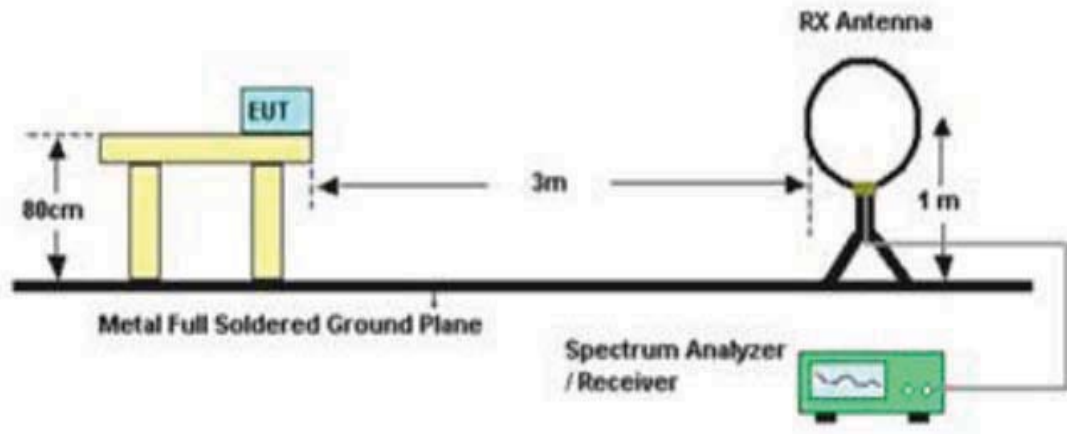 RX Antenna
EUT
3m
80cm
1 m
Metal Full Soldered Ground Plane
Spectrum Analyzer
/ Receiver